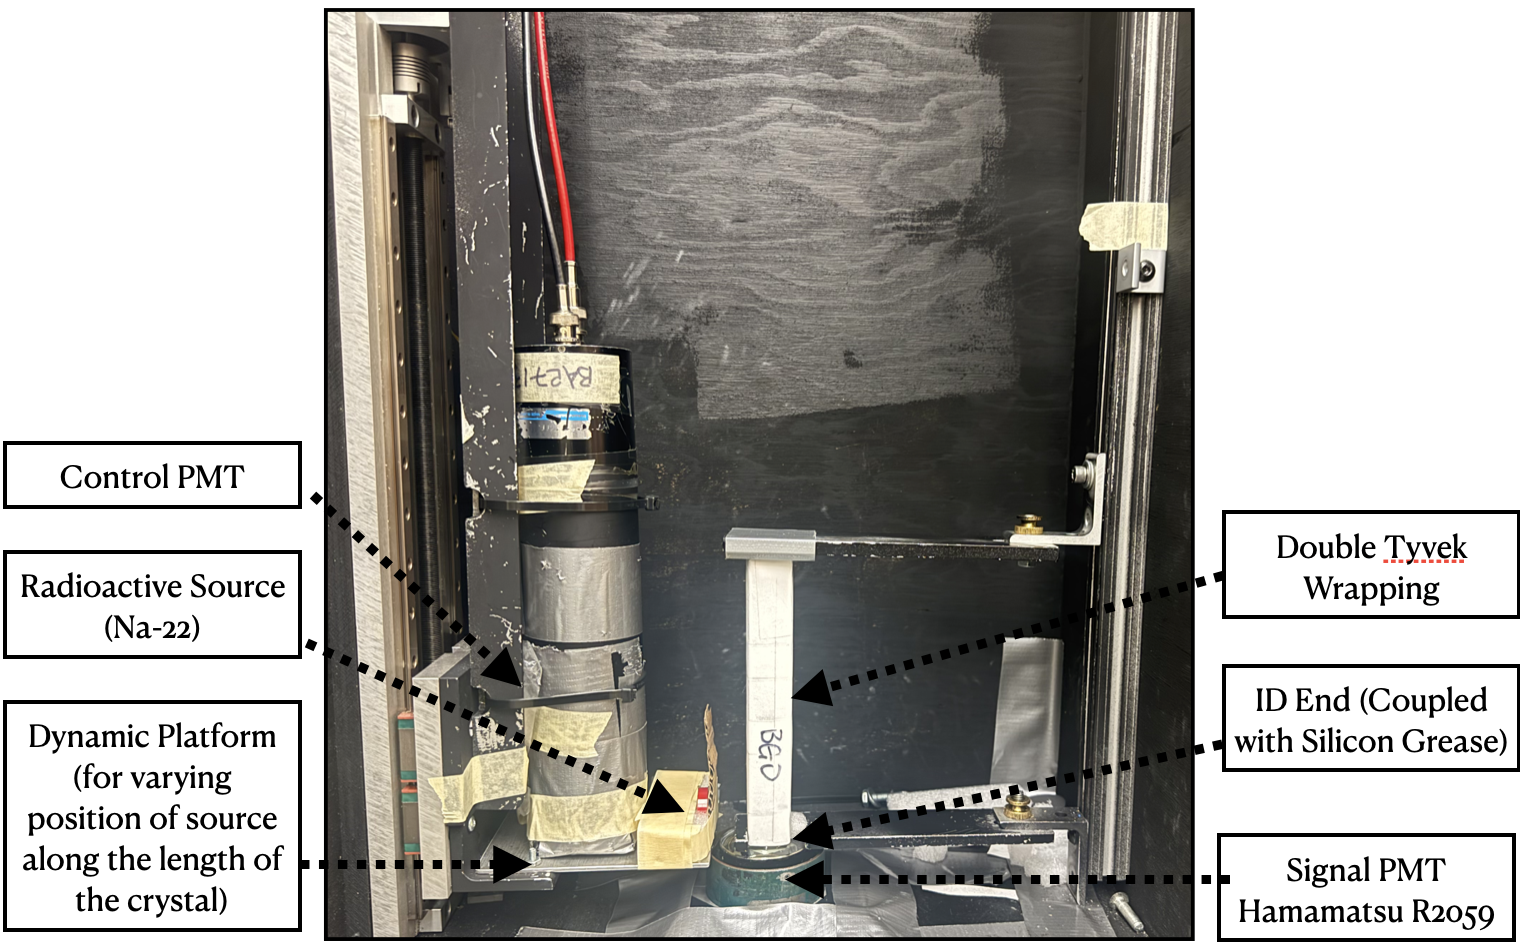 Control PMT
Radioactive Source
(Na-22)
Dynamic Platform
(for varying
position of source
along the length of
the crystal)
BA271
BGO
Double Tyvek
Wrapping
ID End (Coupled
with Silicon Grease)
Signal PMT
Hamamatsu R2059